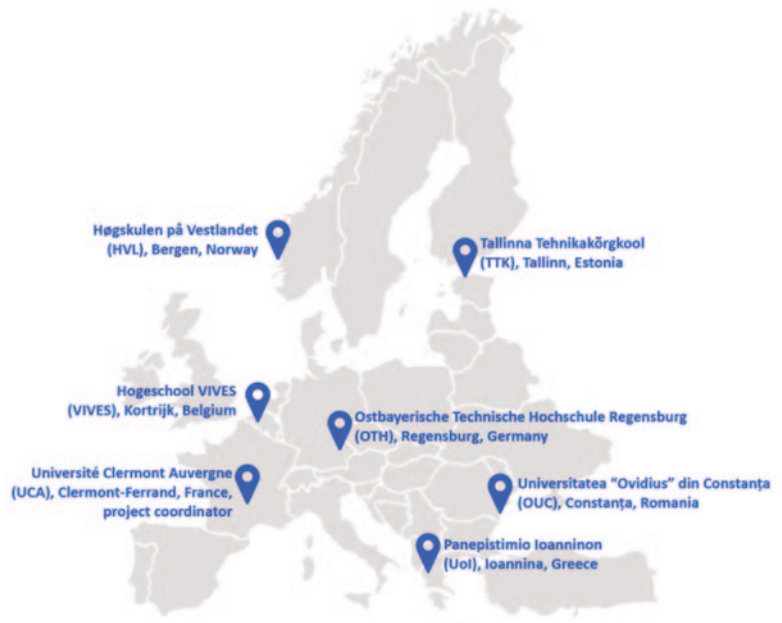 Høgskulen på Vestlandet
(HVL), Bergen, Norway
Tallinna Tehnikakõrgkool
(TTK), Tallinn, Estonia
Hogeschool VIVES
(VIVES), Kortrijk, Belgium
Ostbayerische Technische Hochschule Regensburg
(OTH), Regensburg, Germany
Université Clermont Auvergne
(UCA), Clermont-Ferrand, France,
project coordinator
Universitatea “Ovidius” din Constanța
(OUC), Constanța, Romania
Panepistimio Ioanninon
(UoI), Ioannina, Greece